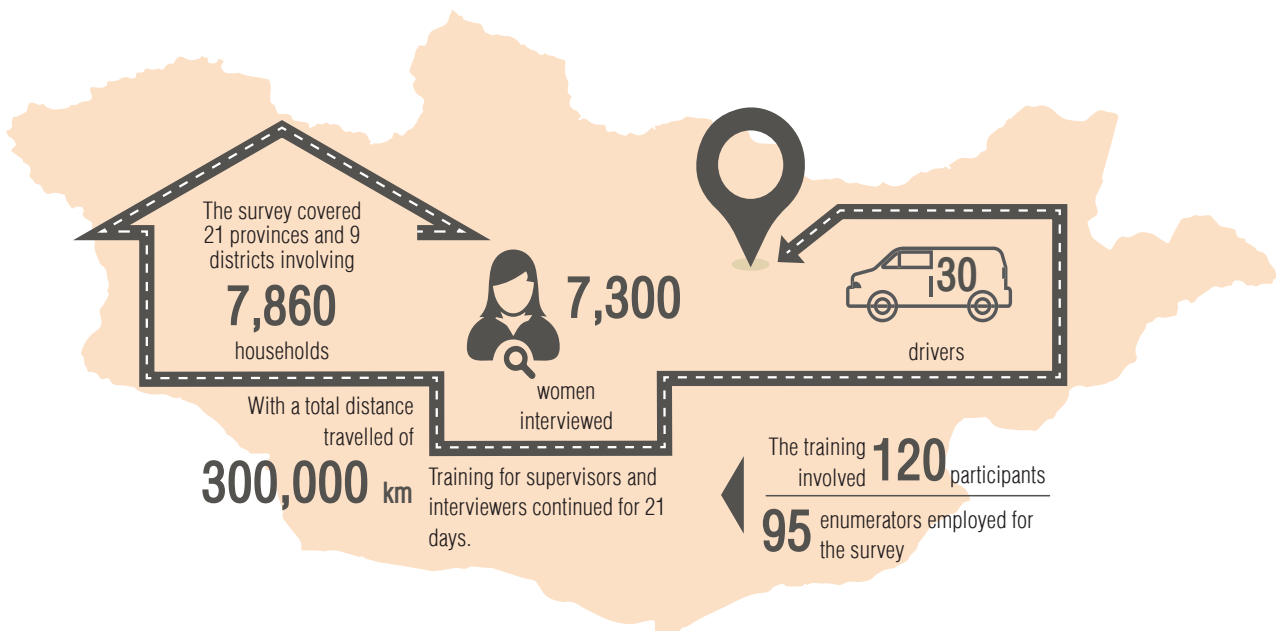 The survey covered
21 provinces and 9
districts involving
7,860
households
7,300
women
interviewed
30
drivers
With a total distance
travelled of
300,000 km
Training for supervisors and
interviewers continued for 21
days.
The training
involved 120 participants
95 enumerators employed for
the survey